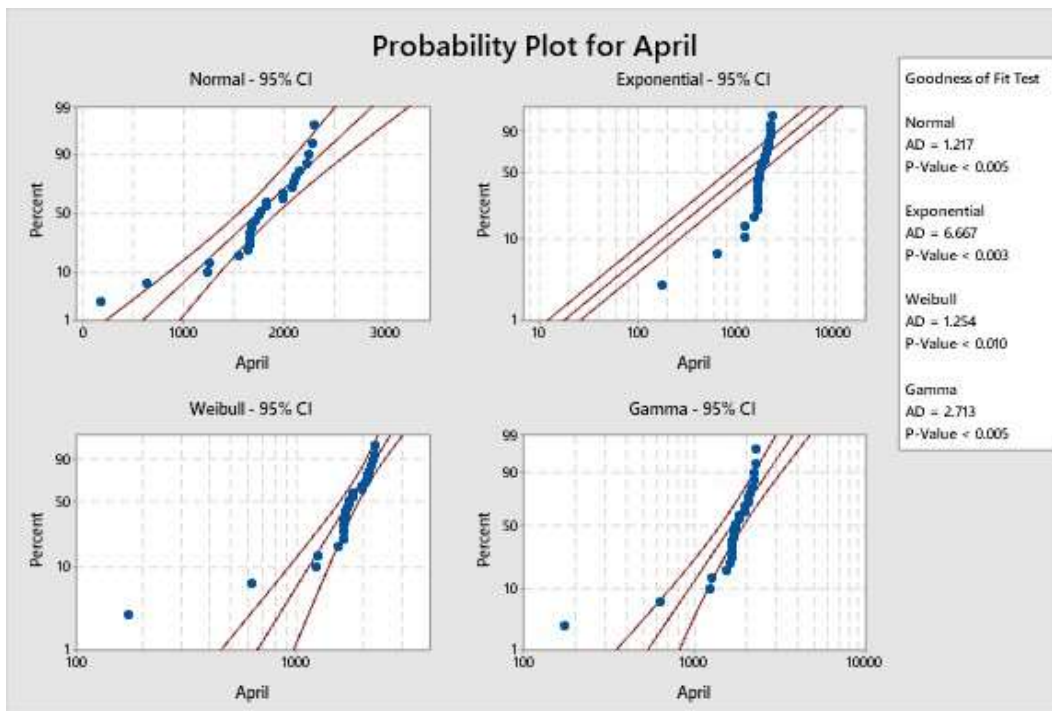 Probability Plot for April
Normal - 95% CI
Exponential - 95% CI
Percent
99
90
50
10
1
0
1000
2000
3000
April
Percent
90
50
10
1
10
100
1000
10000
April
Weibull - 95% CI
Gamma - 95% CI
Percent
90
50
10
1
100
1000
April
Percent
99
90
50
10
1
100
1000
10000
April
Goodness of Fit Test
Normal
AD = 1.217
P-Value < 0.005
Exponential
AD = 6.667
P-Value < 0.003
Weibull
AD = 1.254
P-Value < 0.010
Gamma
AD = 2.713
P-Value < 0.005